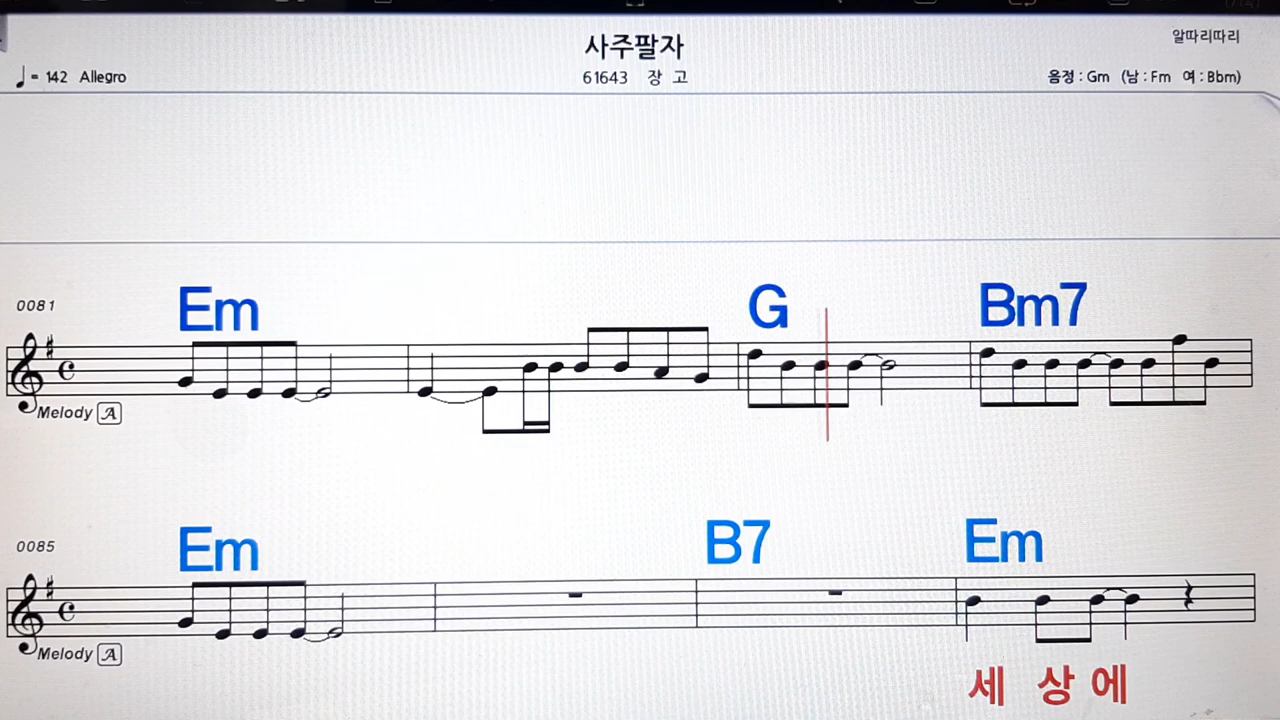 사주팔자
알따리따리
♩= 142 Allegro
61643 장 고
음정 : Gm (남 : Fm 여 : Bbm)
Em G Bm7
0081
Melody A
Em B7 Em
0085
Melody A
세 상 에